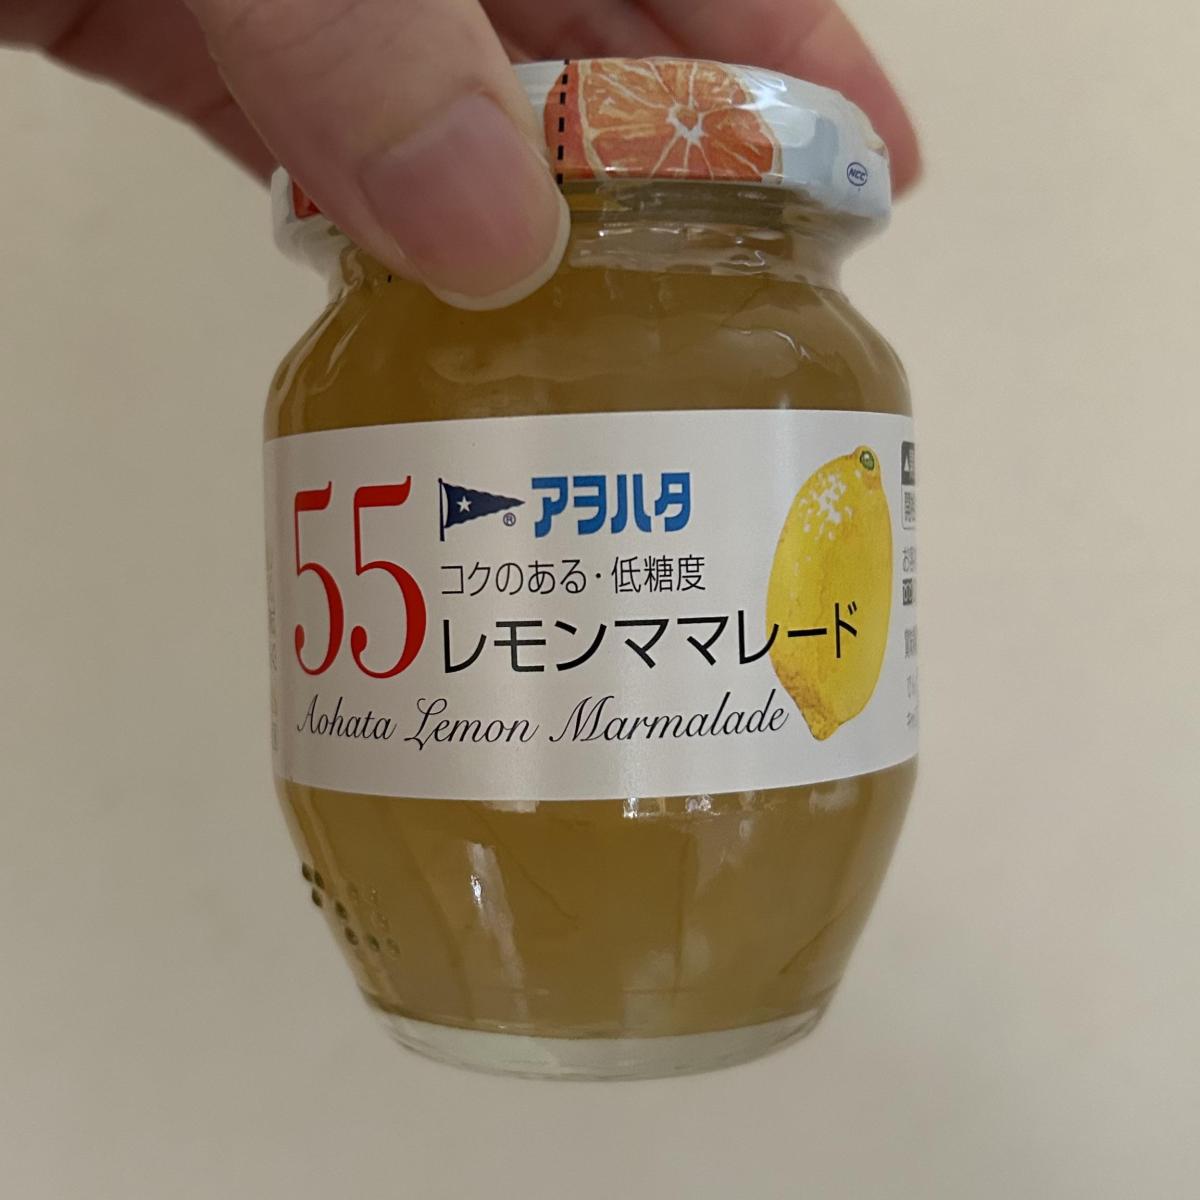 NCC
55
アヲハタ
®
コクのある・低糖度
レモンママレード
Aohata Lemon Marmalade